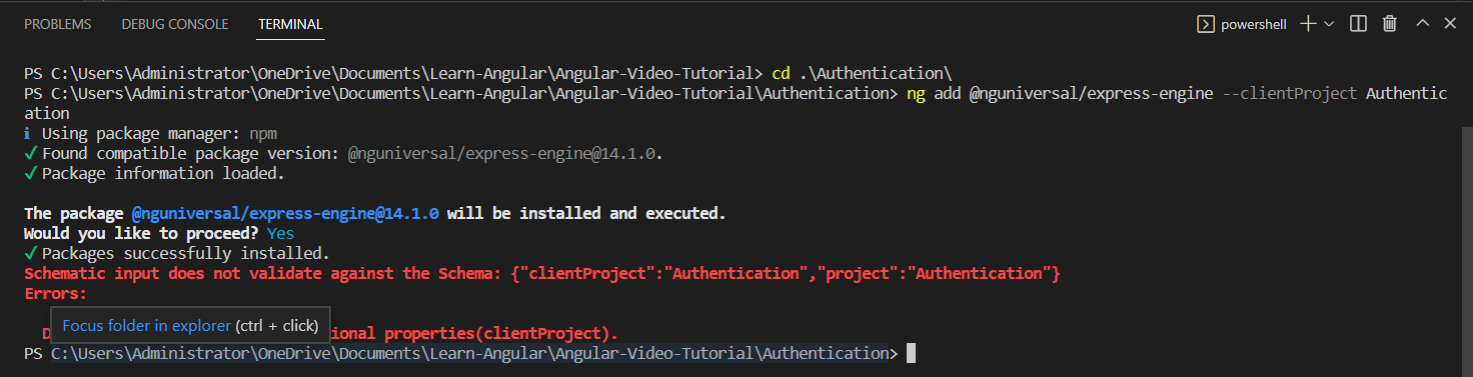 PROBLEMS DEBUG CONSOLE TERMINAL powershell
PS C:\Users\Administrator\OneDrive\Documents\Learn-Angular\Angular-Video-Tutorial> cd .\Authentication\
PS C:\Users\Administrator\OneDrive\Documents\Learn-Angular\Angular-Video-Tutorial\Authentication> ng add @nguniversal/express-engine --clientProject Authentic
ation
i Using package manager: npm
✓ Found compatible package version: @nguniversal/express-engine@14.1.0.
✓ Package information loaded.
The package @nguniversal/express-engine@14.1.0 will be installed and executed.
Would you like to proceed? Yes
✓ Packages successfully installed.
Schematic input does not validate against the Schema: {"clientProject":"Authentication","project":"Authentication"}
Errors:
Focus folder in explorer (ctrl + click)
ional properties(clientProject).
PS C:\Users\Administrator\OneDrive\Documents\Learn-Angular\Angular-Video-Tutorial\Authentication>